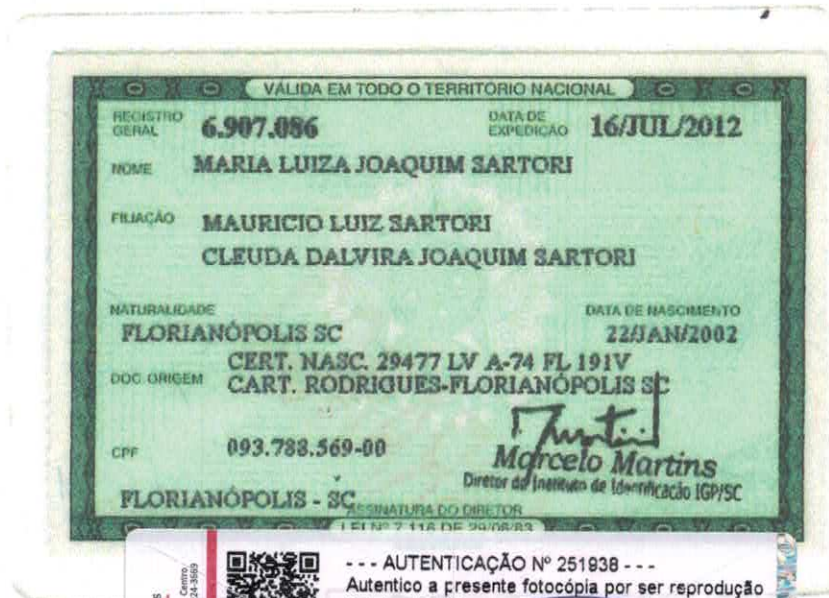 VÁLIDA EM TODO O TERRITÓRIO NACIONAL
REGISTRO GERAL 6.907.086 DATA DE EXPEDIÇÃO 16/JUL/2012
NOME MARIA LUIZA JOAQUIM SARTORI
FILIAÇÃO MAURICIO LUIZ SARTORI
CLEUDA DALVIRA JOAQUIM SARTORI
NATURALIDADE DATA DE NASCIMENTO
FLORIANÓPOLIS SC 22/JAN/2002
DOC ORIGEM CERT. NASC. 29477 LV A-74 FL 191V
CART. RODRIGUES-FLORIANÓPOLIS SC
CPF 093.788.569-00
Marcelo Martins
Diretor do Instituto de Identificação IGP/SC
FLORIANÓPOLIS - SC
ASSINATURA DO DIRETOR
LEI Nº 7.116 DE 29/08/83
- - - AUTENTICAÇÃO Nº 251938 - - -
Autentico a presente fotocópia por ser reprodução
Centro
24-3669